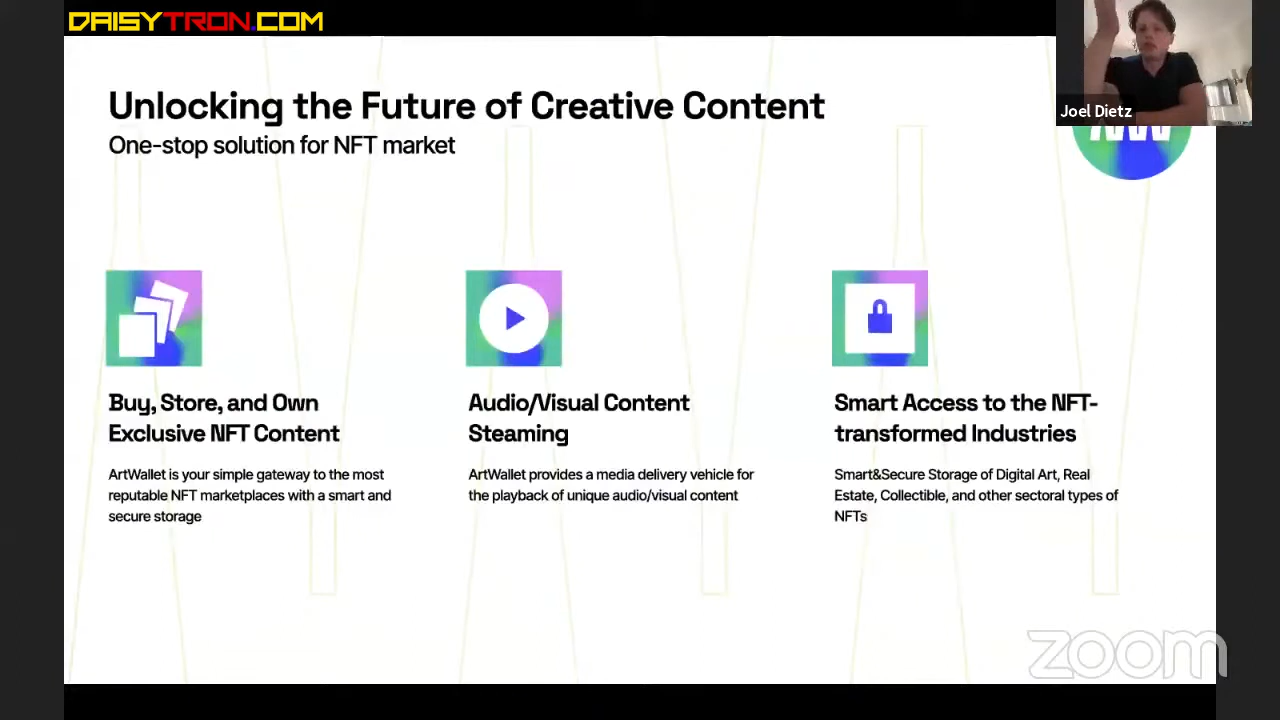 DAISYTRON.COM
Joel Dietz
Unlocking the Future of Creative Content
One-stop solution for NFT market
Buy, Store, and Own
Exclusive NFT Content
ArtWallet is your simple gateway to the most
reputable NFT marketplaces with a smart and
secure storage
Audio/Visual Content
Steaming
ArtWallet provides a media delivery vehicle for
the playback of unique audio/visual content
Smart Access to the NFT-
transformed Industries
Smart&Secure Storage of Digital Art, Real
Estate, Collectible, and other sectoral types of
NFTs
zoom